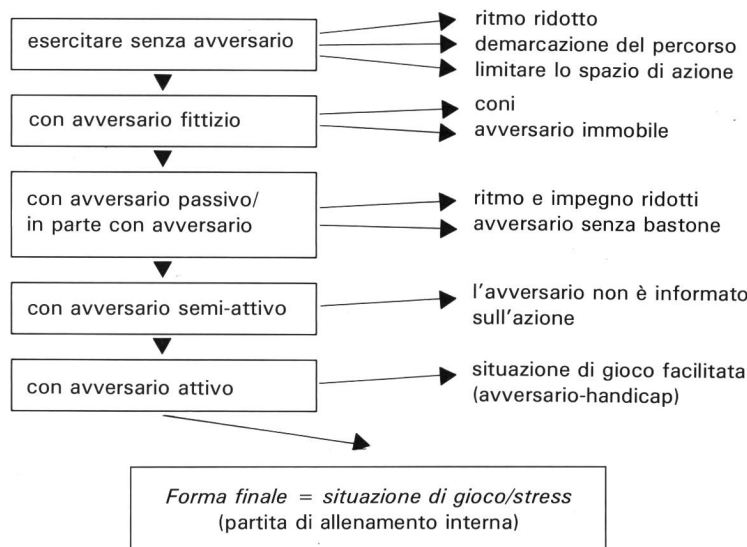 esercitare senza avversario
ritmo ridotto
demarcazione del percorso
limitare lo spazio di azione
con avversario fittizio
coni
avversario immobile
con avversario passivo/
in parte con avversario
ritmo e impegno ridotti
avversario senza bastone
con avversario semi-attivo
l'avversario non è informato
sull'azione
con avversario attivo
situazione di gioco facilitata
(avversario-handicap)
Forma finale = situazione di gioco/stress
(partita di allenamento interna)